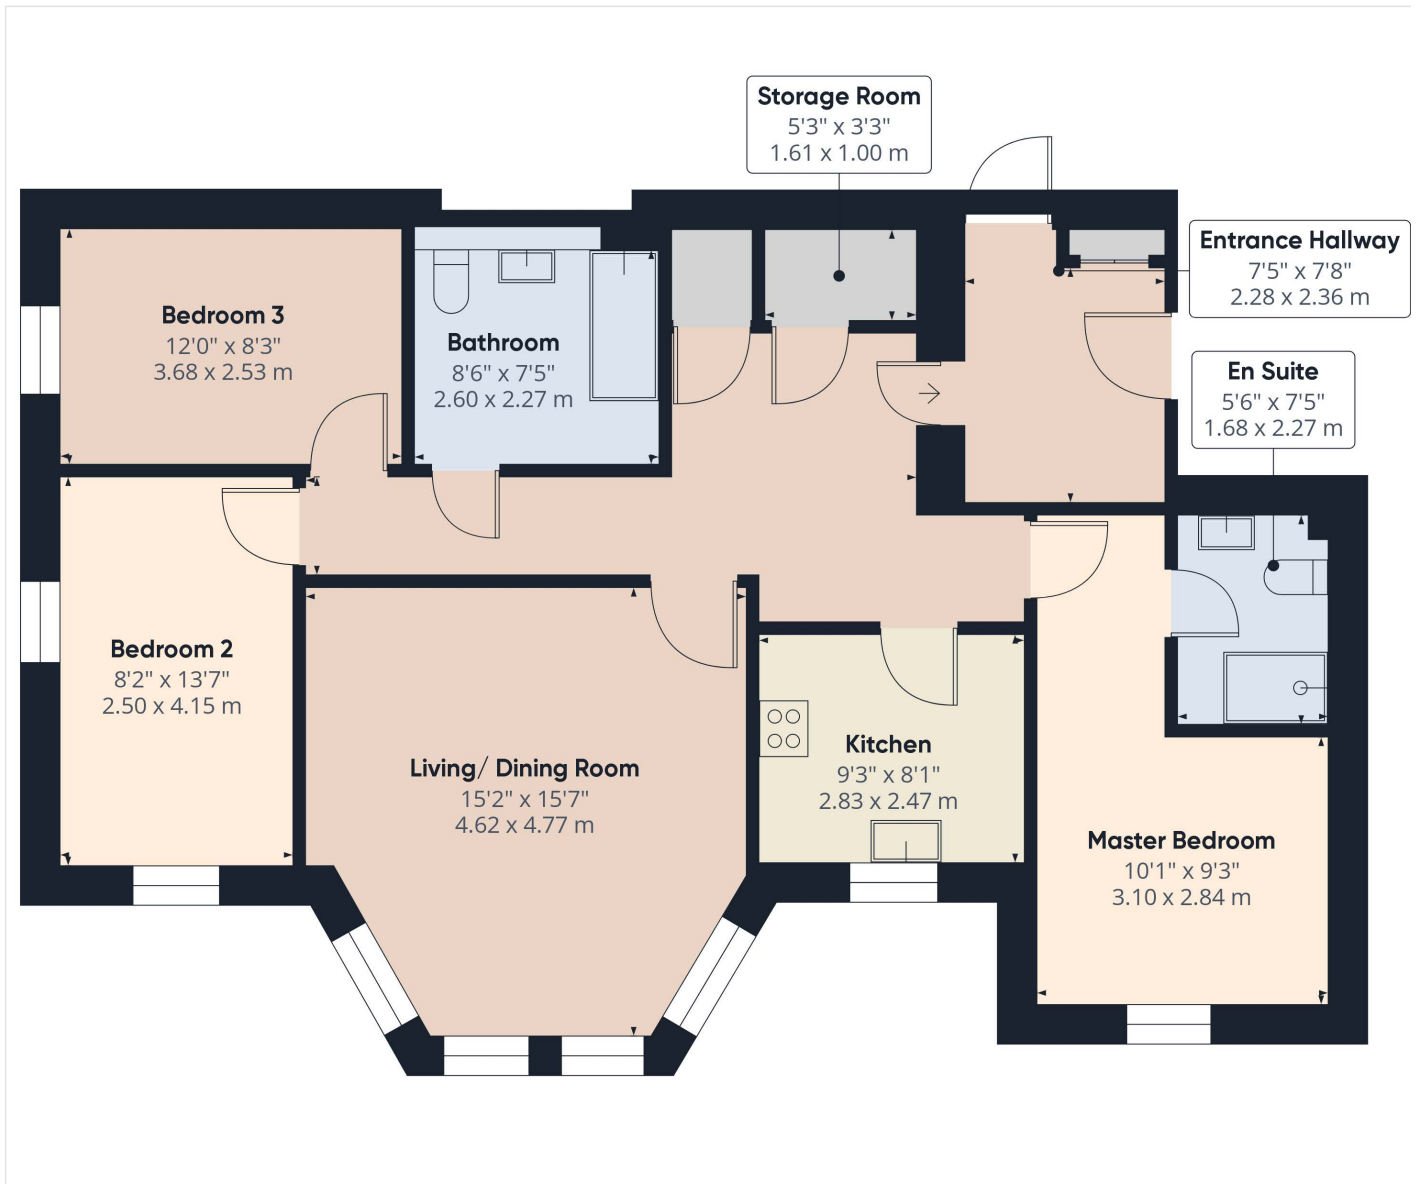 Storage Room
5'3" x 3'3"
1.61 x 1.00 m
Entrance Hallway
7'5" x 7'8"
2.28 x 2.36 m
Bedroom 3
12'0" x 8'3"
3.68 x 2.53 m
Bathroom
8'6" x 7'5"
2.60 x 2.27 m
En Suite
5'6" x 7'5"
1.68 x 2.27 m
Bedroom 2
8'2" x 13'7"
2.50 x 4.15 m
Living/ Dining Room
15'2" x 15'7"
4.62 x 4.77 m
Kitchen
9'3" x 8'1"
2.83 x 2.47 m
Master Bedroom
10'1" x 9'3"
3.10 x 2.84 m